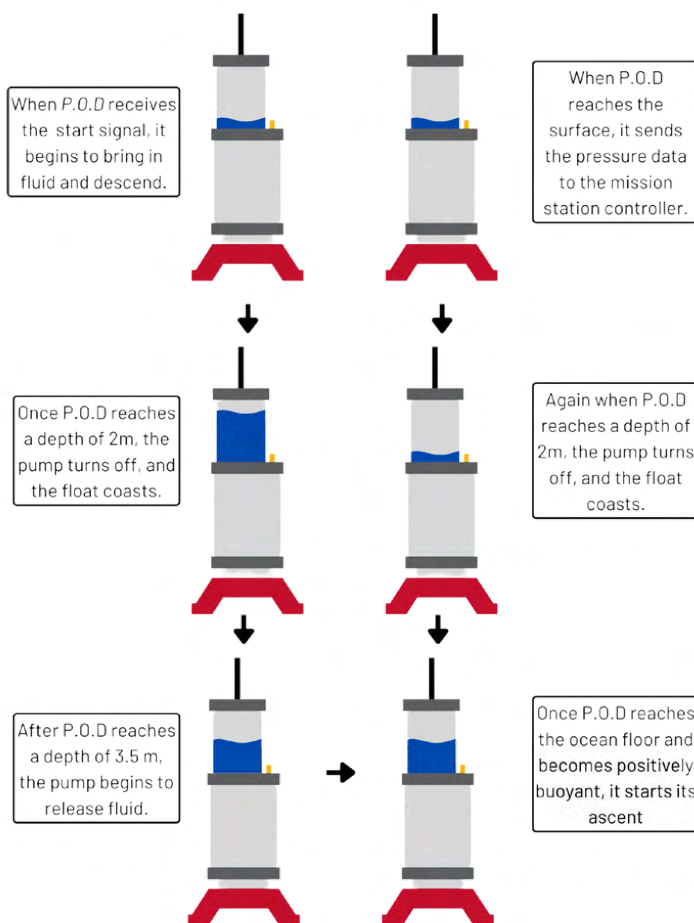 When P.O.D receives
the start signal, it
begins to bring in
fluid and descend.
Once P.O.D reaches
a depth of 2m, the
pump turns off, and
the float coasts.
After P.O.D reaches
a depth of 3.5 m,
the pump begins to
release fluid.
When P.O.D
reaches the
surface, it sends
the pressure data
to the mission
station controller.
Again when P.O.D
reaches a depth of
2m, the pump turns
off, and the float
coasts.
Once P.O.D reaches
the ocean floor and
becomes positively
buoyant, it starts its
ascent